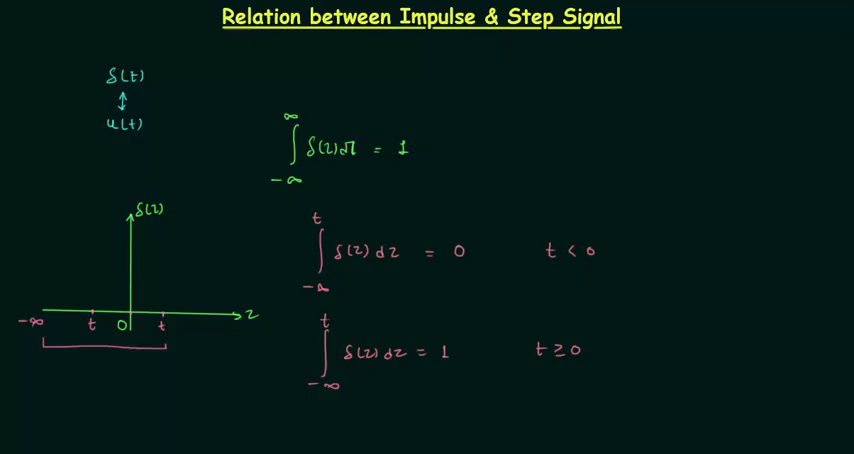 Relation between Impulse & Step Signal
δ(t)
↕
u(t)
∞
∫ δ(τ)dτ = 1
-∞
δ(τ)
t
∫ δ(τ) dτ = 0 t < 0
-∞
-∞ t 0 t τ
t
∫ δ(τ) dτ = 1 t ≥ 0
-∞